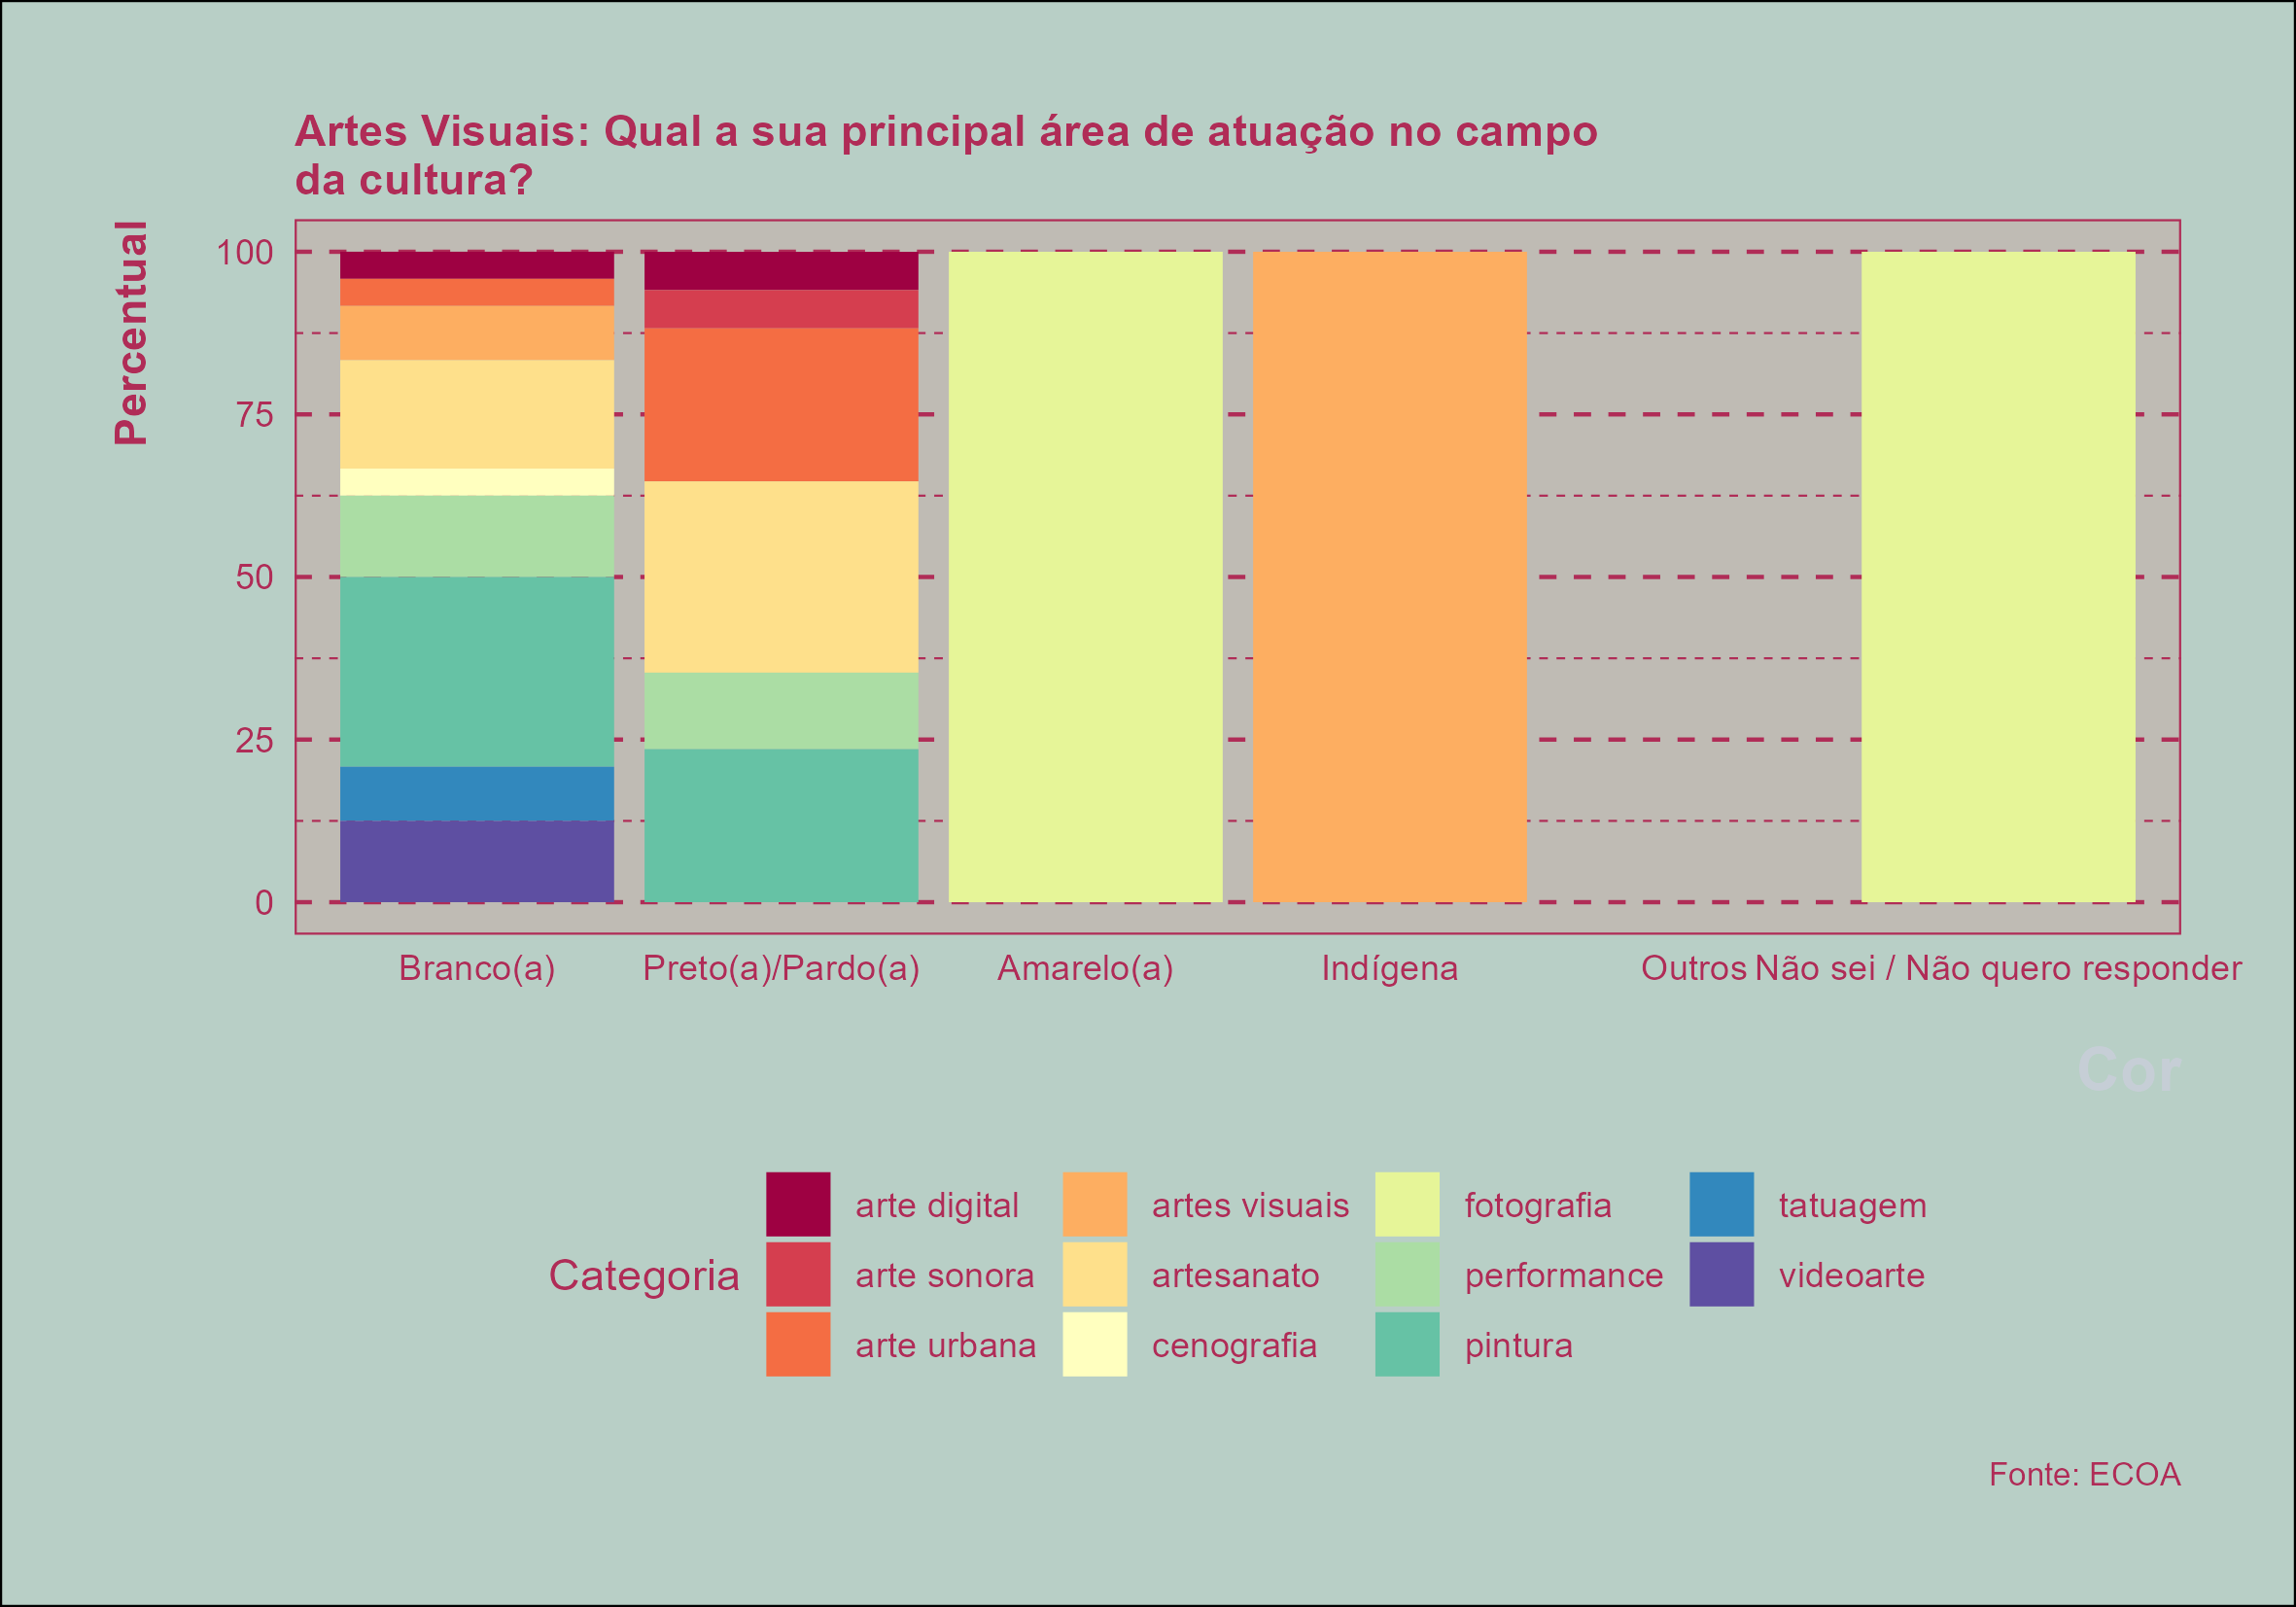 Artes Visuais: Qual a sua principal área de atuação no campo
da cultura?
Percentual
100
75
50
25
0
Branco(a)
Preto(a)/Pardo(a)
Amarelo(a)
Indígena
Outros
Não sei / Não quero responder
Cor
Categoria
arte digital
arte sonora
arte urbana
artes visuais
artesanato
cenografia
fotografia
performance
pintura
tatuagem
videoarte
Fonte: ECOA